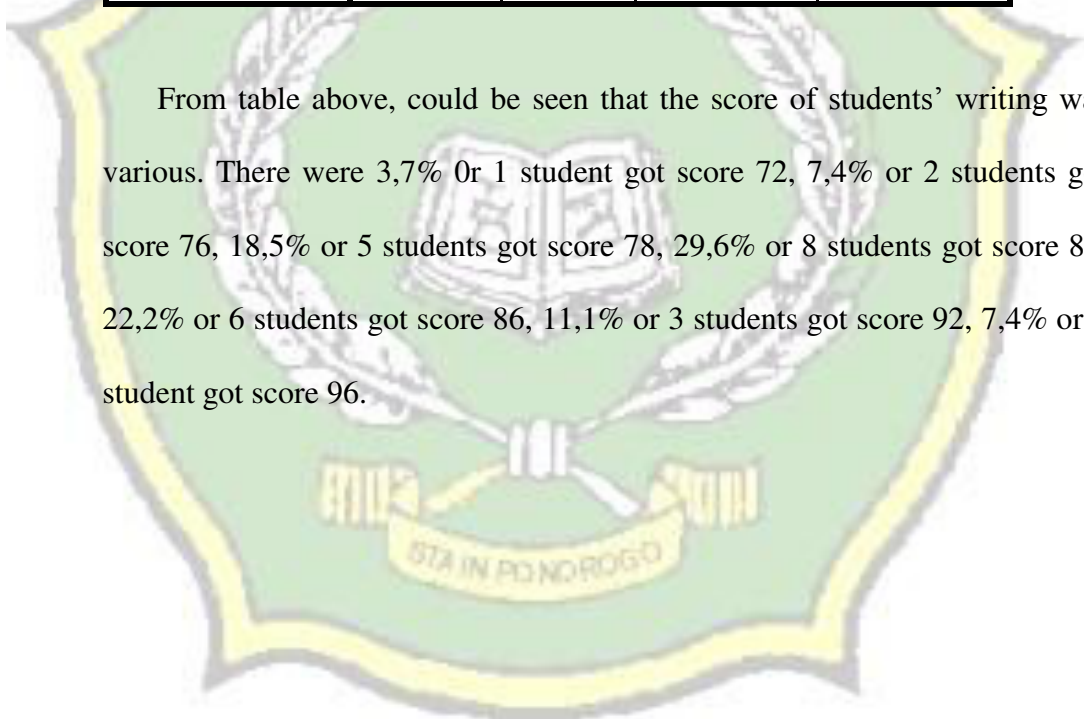 From table above, could be seen that the score of students’ writing
various. There were 3,7% 0r 1 student got score 72, 7,4% or 2 students
score 76, 18,5% or 5 students got score 78, 29,6% or 8 students got score
22,2% or 6 students got score 86, 11,1% or 3 students got score 92, 7,4% or
student got score 96.
STAIN PONOROGO